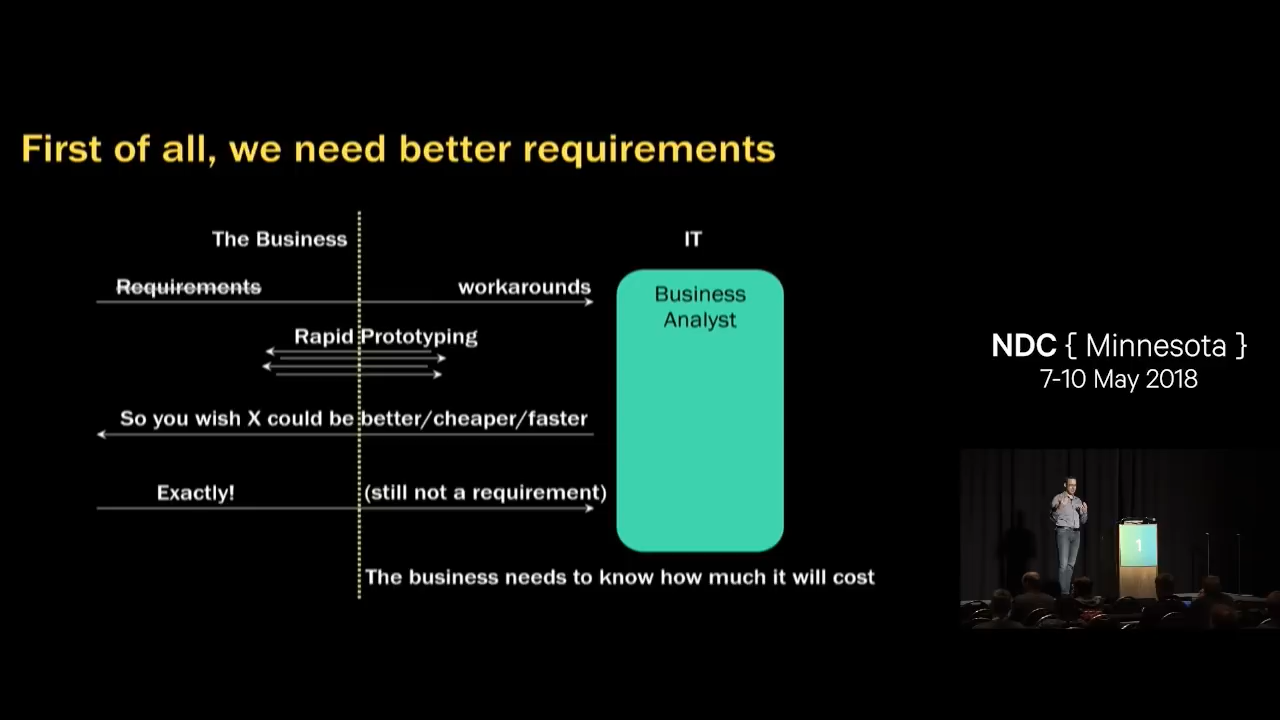 First of all, we need better requirements
The Business
IT
Requirements
workarounds
Business
Analyst
Rapid Prototyping
So you wish X could be better/cheaper/faster
Exactly!
(still not a requirement)
The business needs to know how much it will cost
NDC { Minnesota }
7-10 May 2018
1